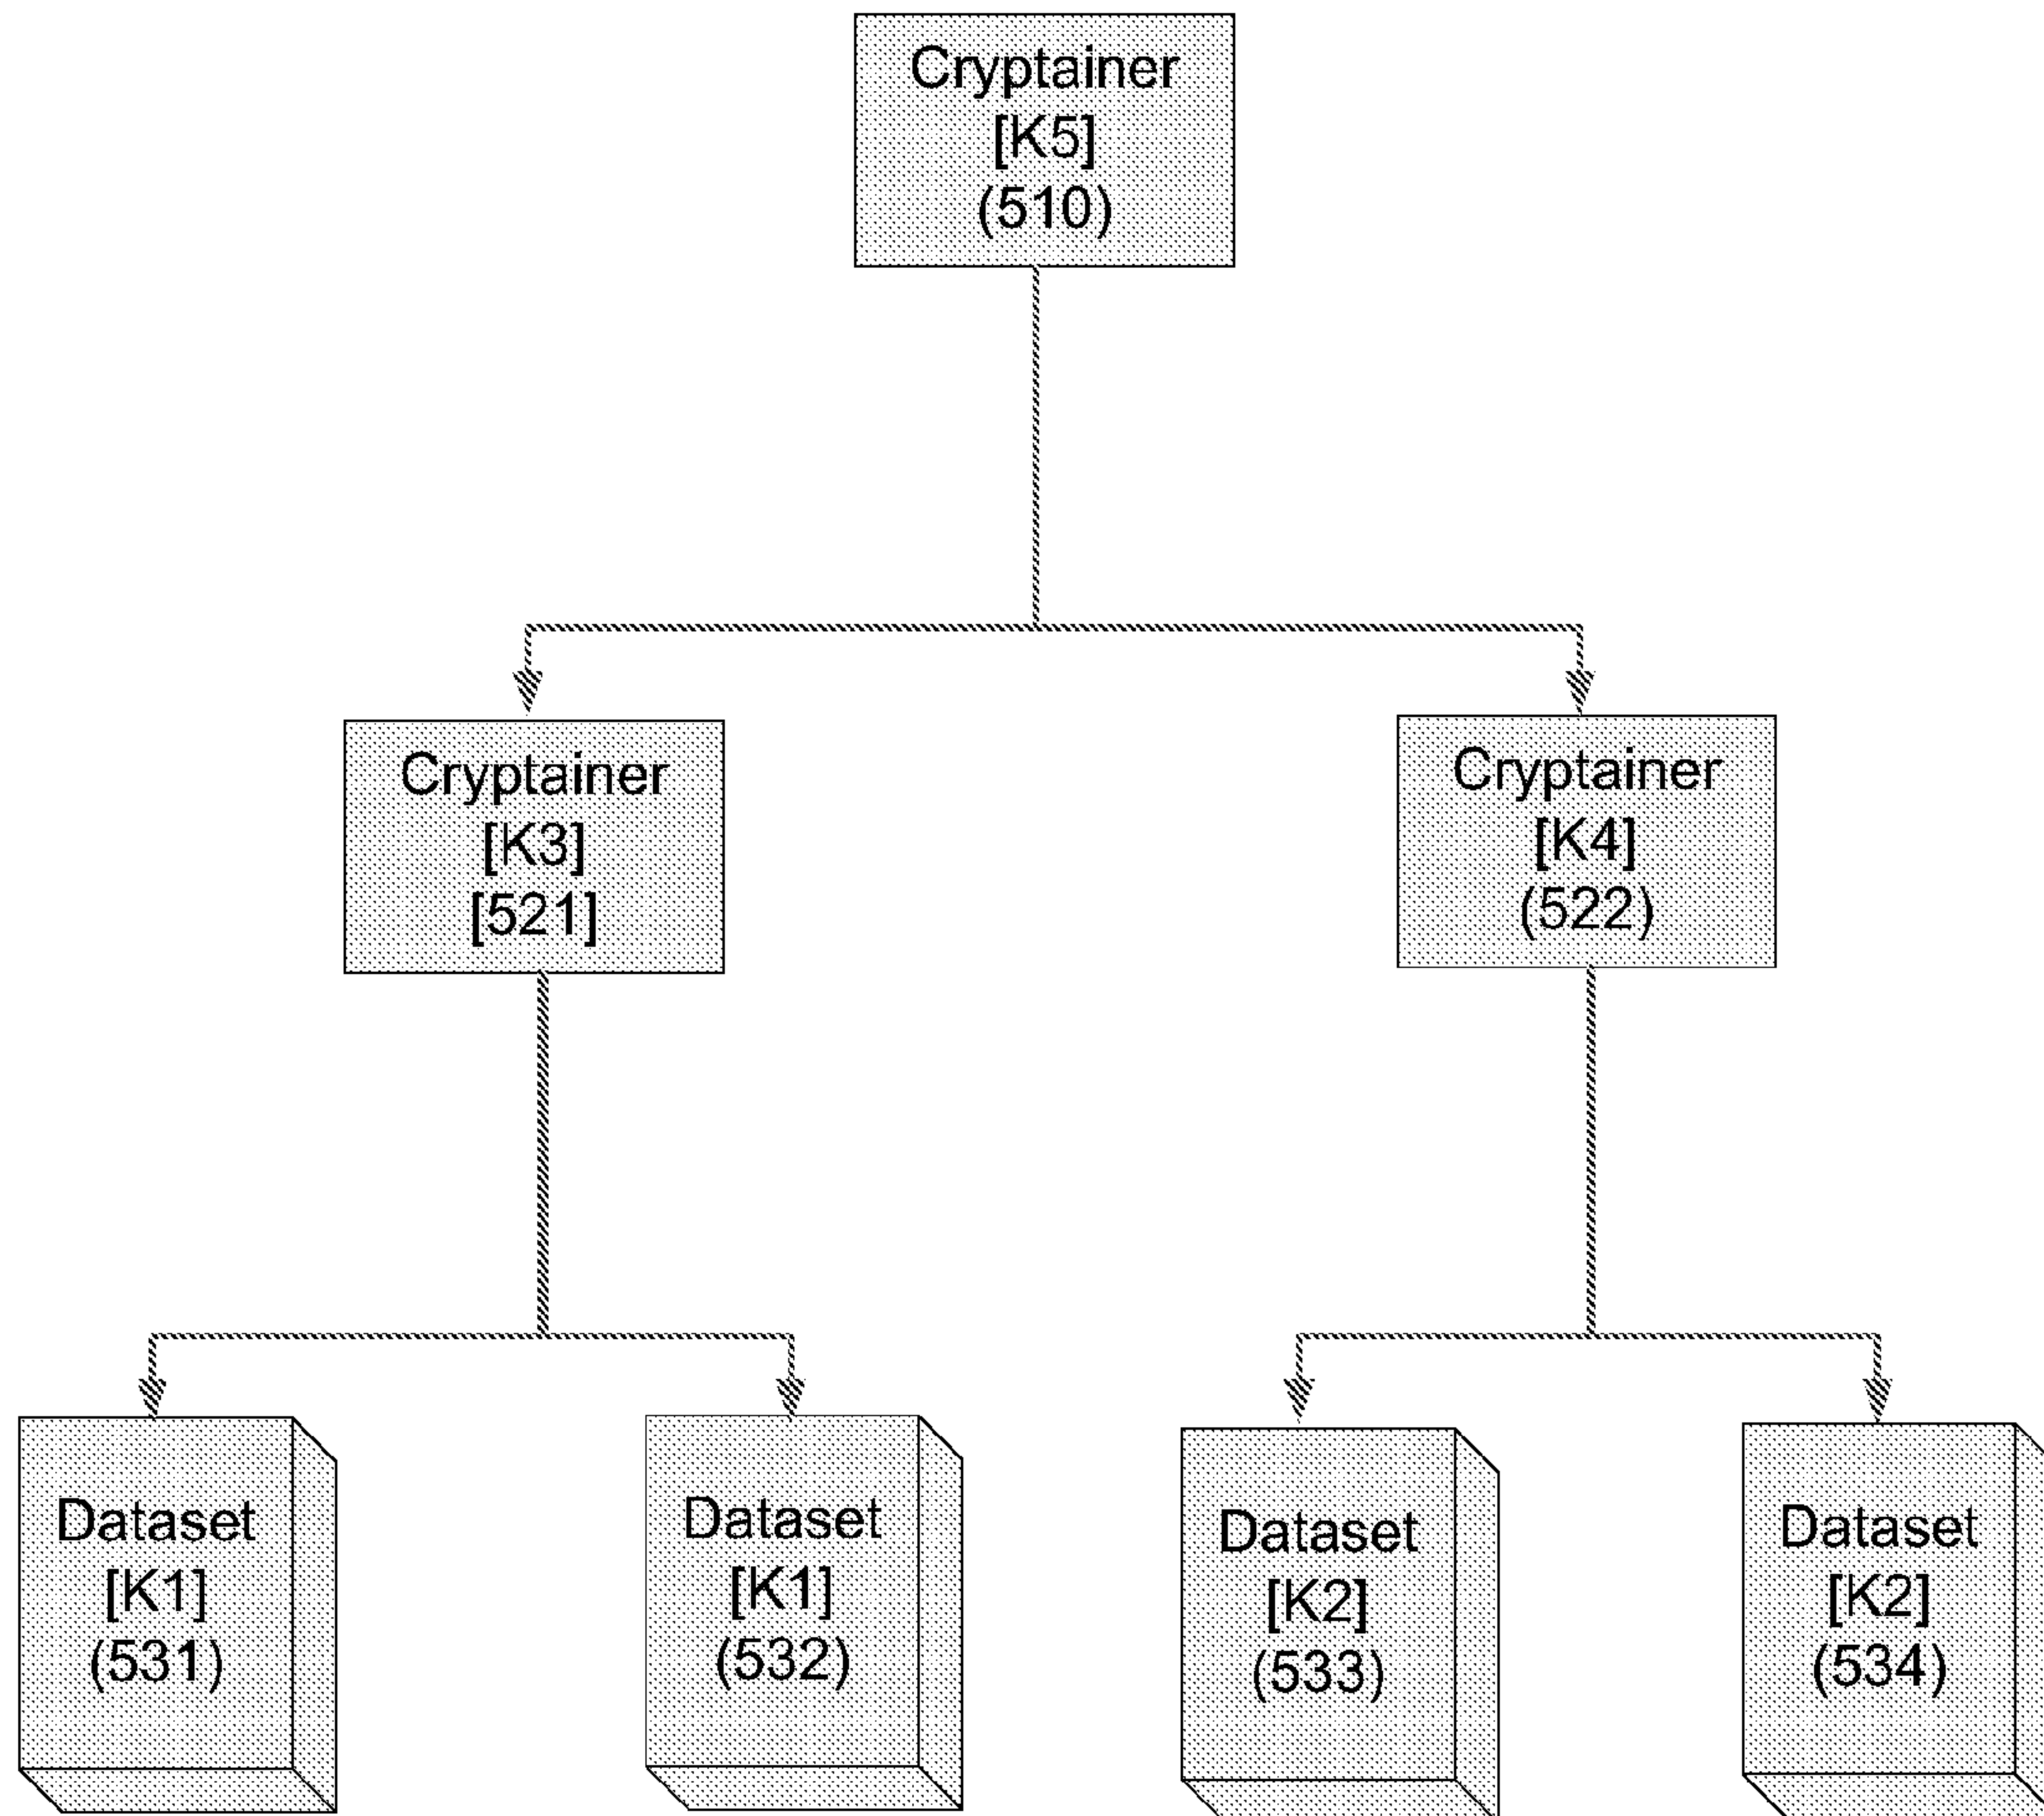 Cryptainer
[K5]
(510)
Cryptainer
[K3]
[521]
Cryptainer
[K4]
(522)
Dataset
[K1]
(531)
Dataset
[K1]
(532)
Dataset
[K2]
(533)
Dataset
[K2]
(534)